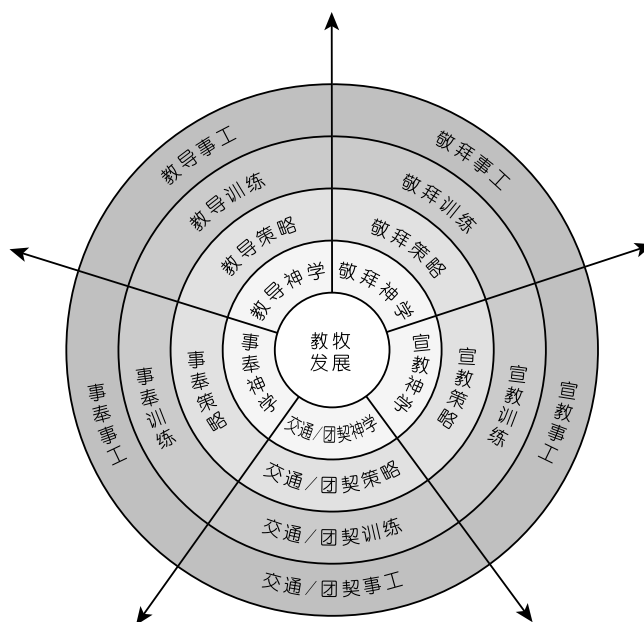 教导事工
敬拜事工
教导训练
敬拜训练
教导策略
敬拜策略
教导神学
敬拜神学
教牧
发展
事奉神学
事奉策略
事奉训练
事奉事工
宣教神学
宣教策略
宣教训练
宣教事工
交通/团契神学
交通/团契策略
交通/团契训练
交通/团契事工